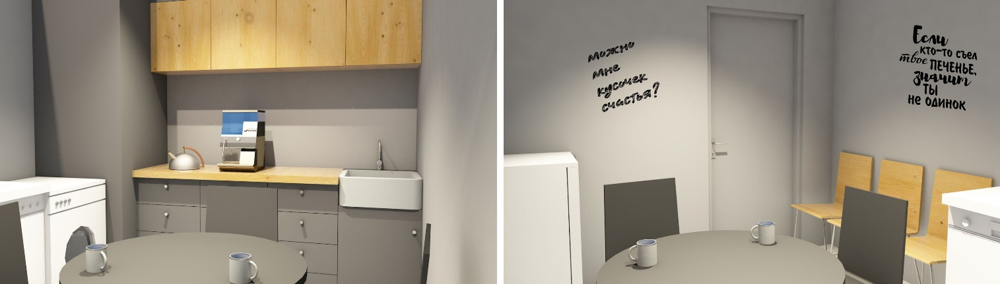 можно
мне
кусочек
счастья?
Если
кто-то съел
твое ПЕЧЕНЬЕ,
значит
ТЫ
не одинок